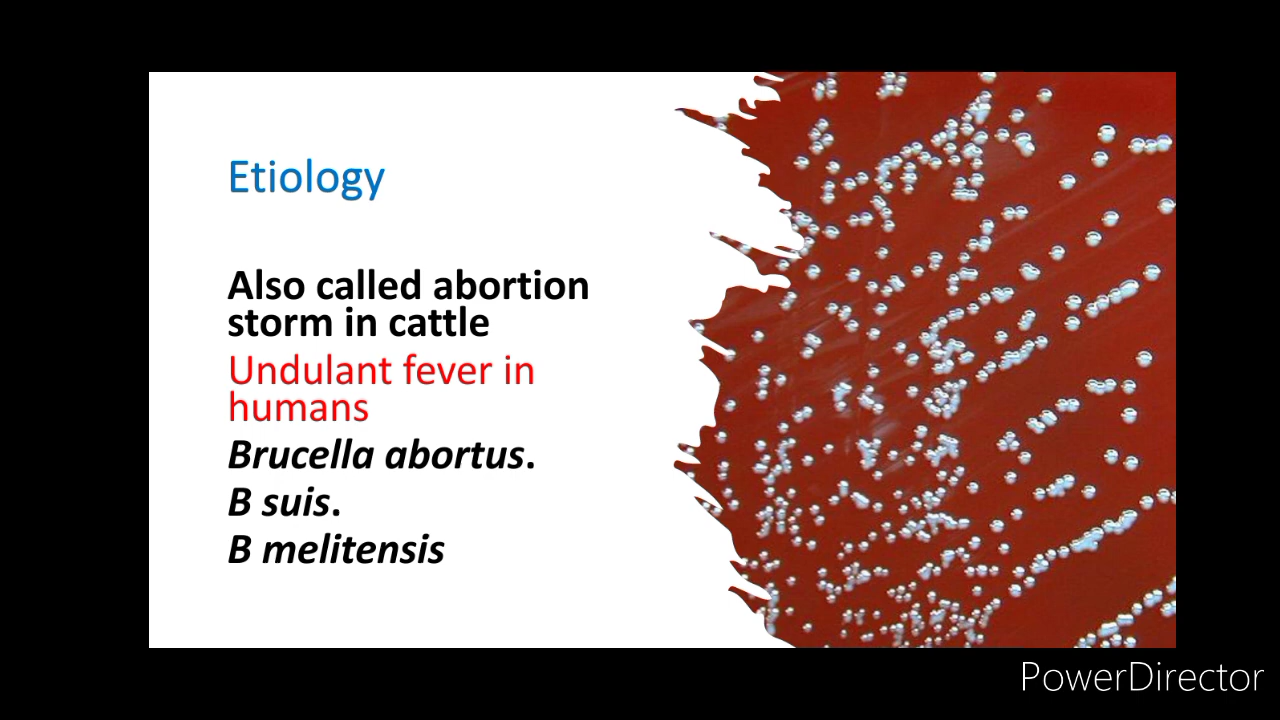 Etiology
Also called abortion
storm in cattle
Undulant fever in
humans
Brucella abortus.
B suis.
B melitensis
PowerDirector